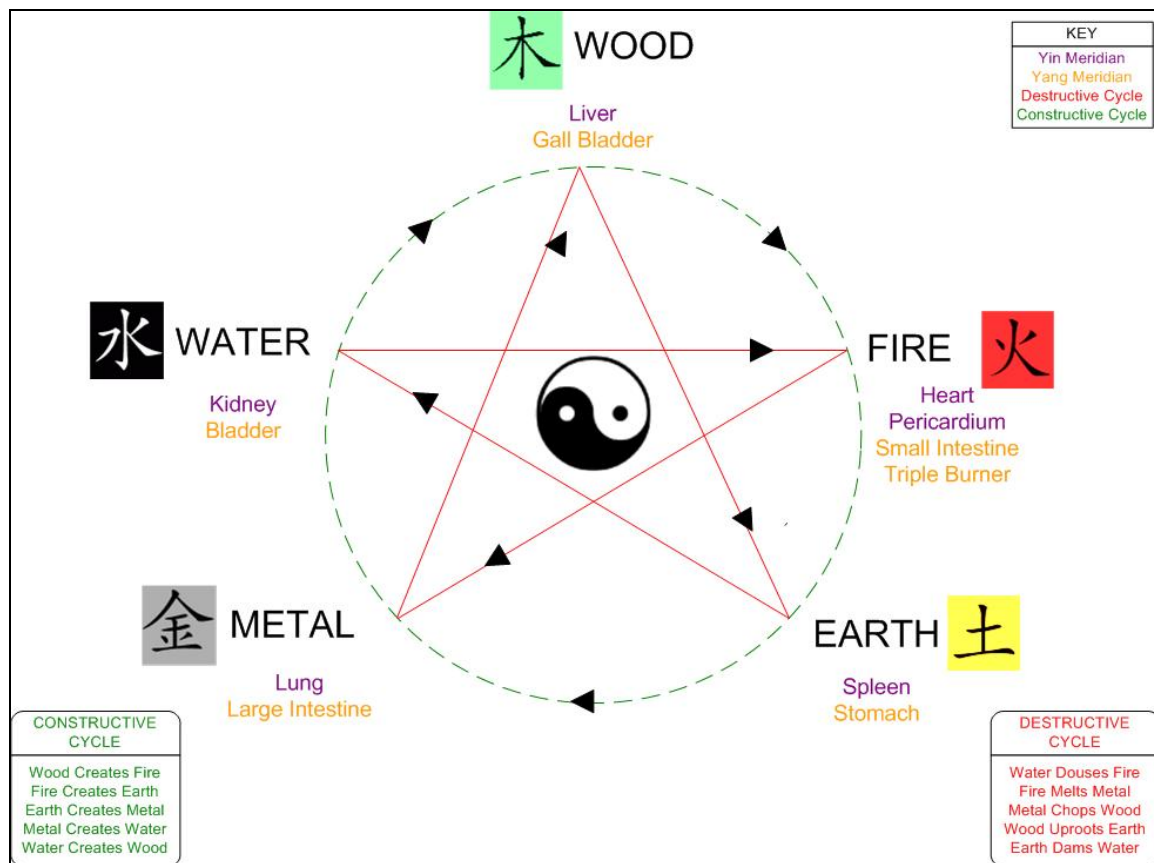 木 WOOD
Liver
Gall Bladder
KEY
Yin Meridian
Yang Meridian
Destructive Cycle
Constructive Cycle
水 WATER
Kidney
Bladder
FIRE 火
Heart
Pericardium
Small Intestine
Triple Burner
金 METAL
Lung
Large Intestine
EARTH 土
Spleen
Stomach
CONSTRUCTIVE
CYCLE
Wood Creates Fire
Fire Creates Earth
Earth Creates Metal
Metal Creates Water
Water Creates Wood
DESTRUCTIVE
CYCLE
Water Douses Fire
Fire Melts Metal
Metal Chops Wood
Wood Uproots Earth
Earth Dams Water